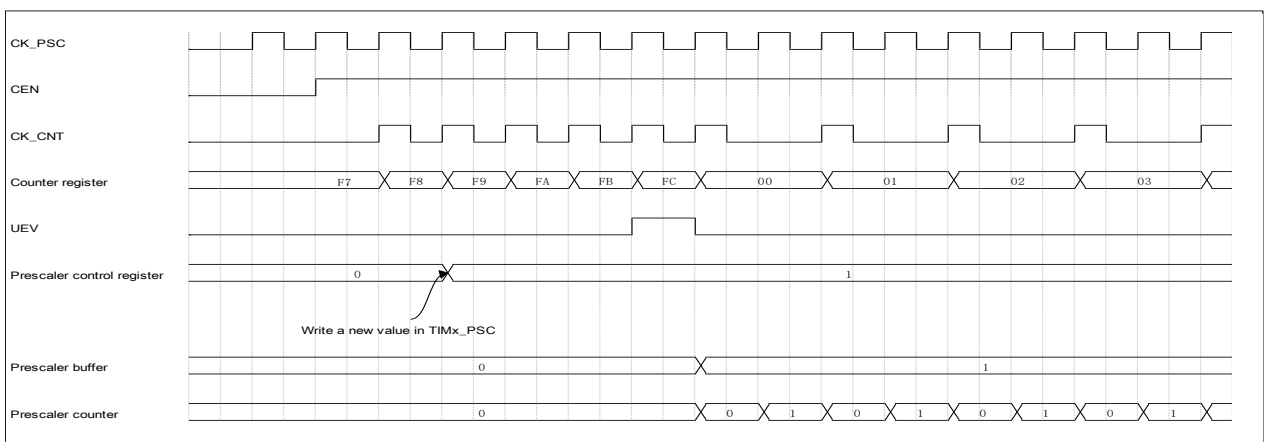 CK_PSC
CEN
CK_CNT
Counter register F7 F8 F9 FA FB FC 00 01 02 03
UEV
Prescaler control register 0 1
Write a new value in TIMx_PSC
Prescaler buffer 0 1
Prescaler counter 0 0 1 0 1 0 1 0 1